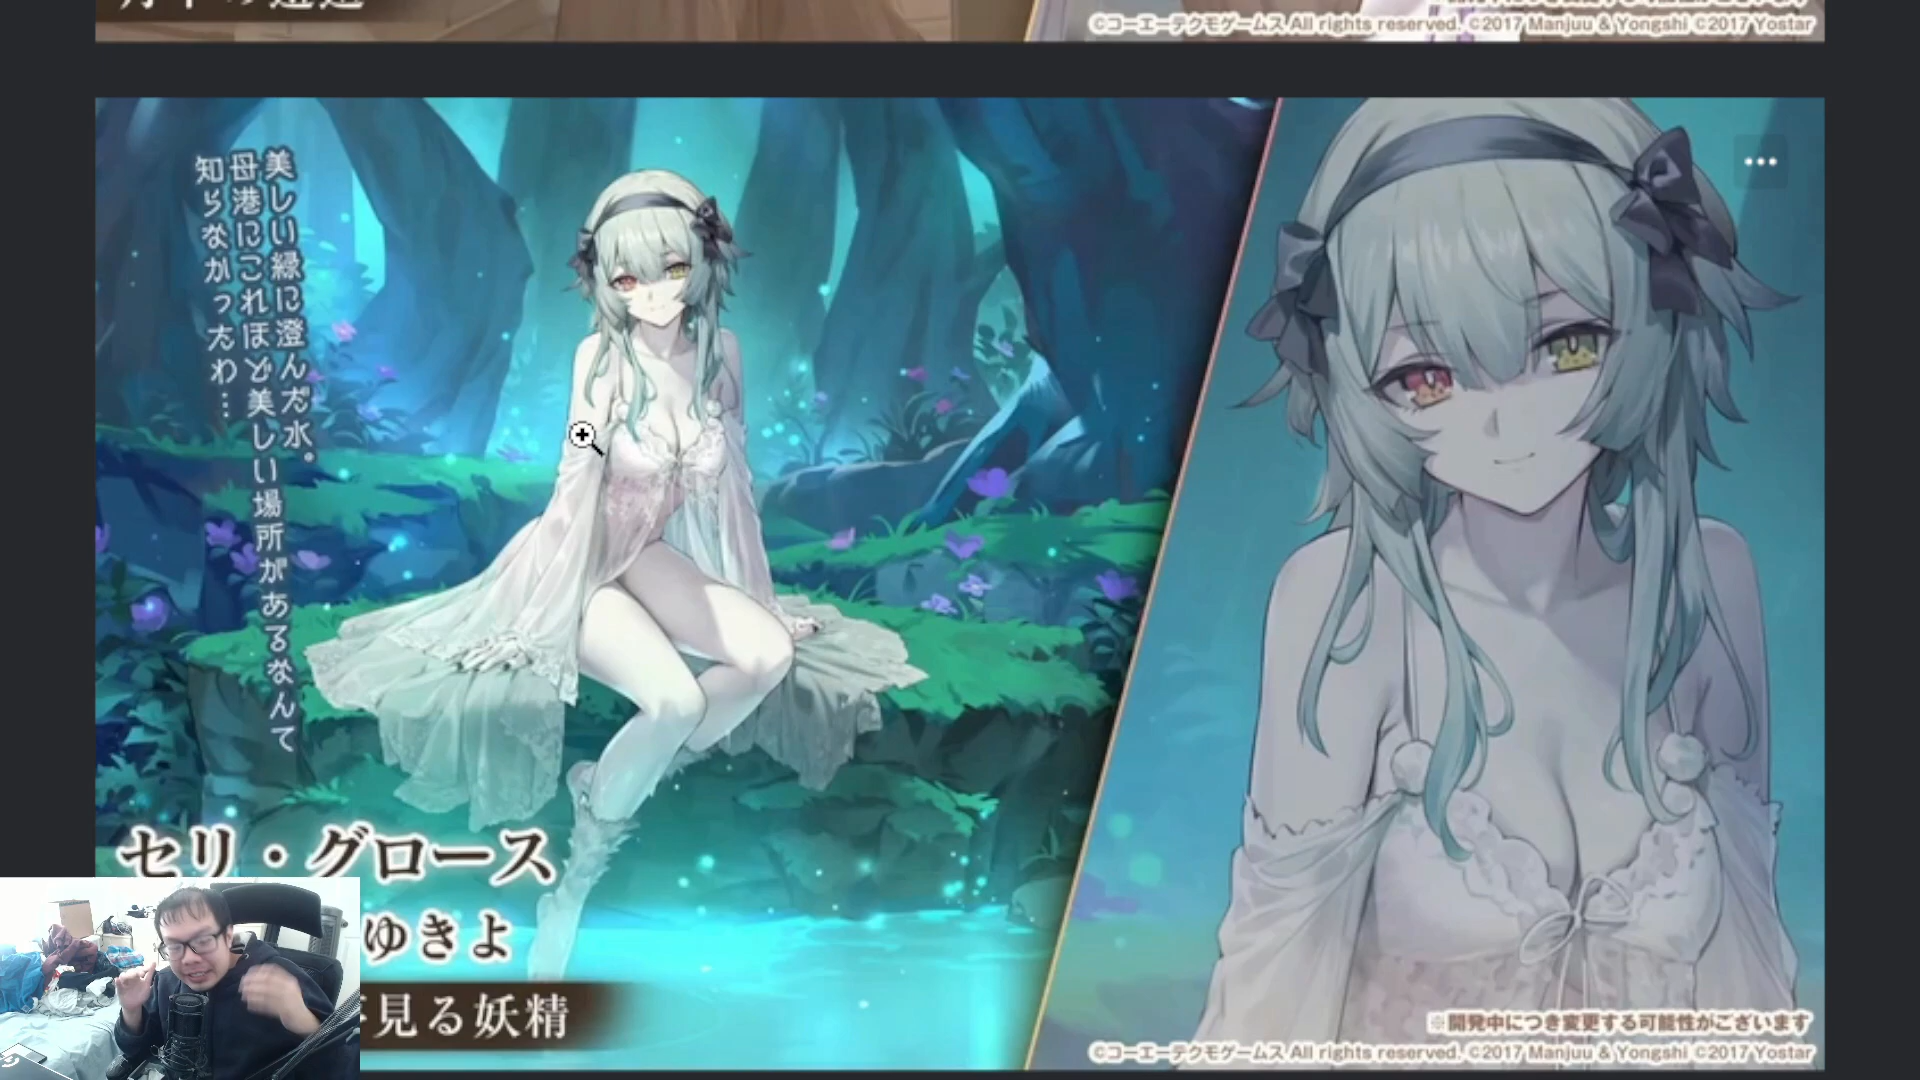 ©コーエーテクモゲームス All rights reserved. ©2017 Manjuu & Yongshi ©2017 Yostar
美しい緑に澄んだ水。
母港にこれほど美しい場所があるなんて
知らなかったわ…
セリ・グロース
ゆきよ
見る妖精
※開発中につき変更する可能性がございます
©コーエーテクモゲームス All rights reserved. ©2017 Manjuu & Yongshi ©2017 Yostar